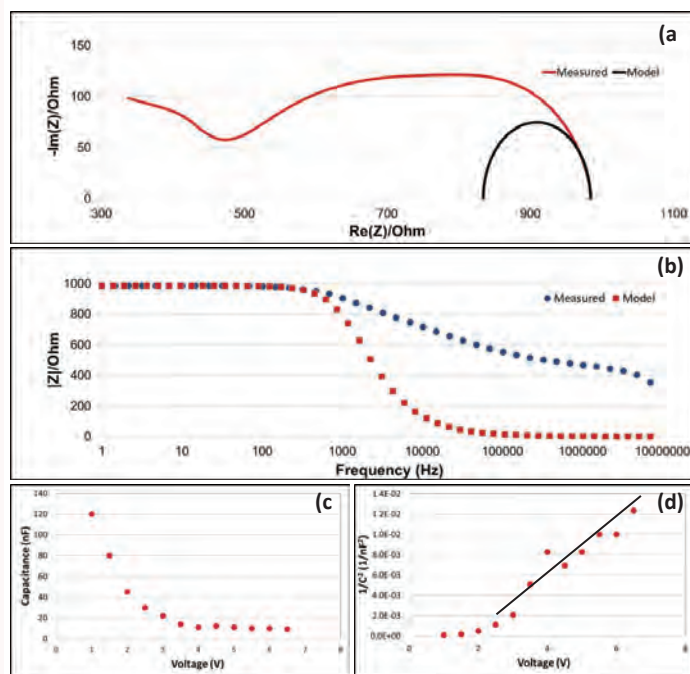 (a)
150
100
50
0
-Im(Z)/Ohm
Measured Model
300 500 700 900 1100
Re(Z)/Ohm
(b)
1000
800
600
400
200
0
|Z|/Ohm
Measured Model
1 10 100 1000 10000 100000 1000000 10000000
Frequency (Hz)
(c)
140
120
100
80
60
40
20
0
Capacitance (nF)
0 1 2 3 4 5 6 7 8
Voltage (V)
(d)
1.4E-02
1.2E-02
1.0E-02
8.0E-03
6.0E-03
4.0E-03
2.0E-03
0.0E+00
1/C² (1/nF²)
0 2 4 6 8
Voltage (V)